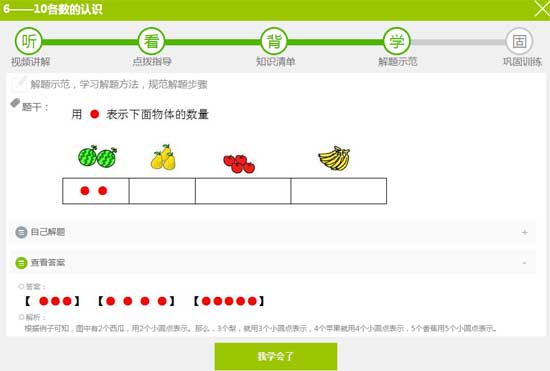 6——10各数的认识
听 看 背 学 固
视频讲解 点拨指导 知识清单 解题示范 巩固训练
解题示范，学习解题方法，规范解题步骤
题干：
用 ● 表示下面物体的数量
自己解题 +
查看答案 -
答案：
【 ●●●】 【● ● ● ●】 【●●●●●】
解析：
根据例子可知，图中有2个西瓜，用2个小圆点表示。那么，3个梨，就用3个小圆点表示，4个苹果就用4个小圆点表示，5个香蕉用5个小圆点表示。
我学会了